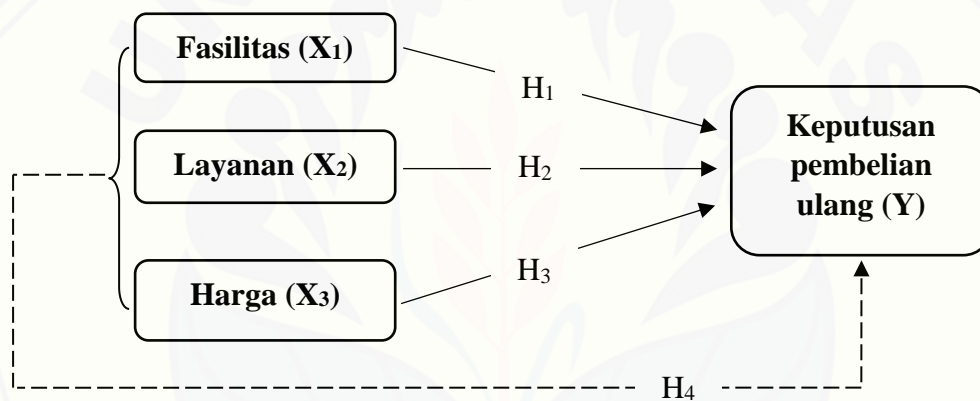 Fasilitas (X₁)
H₁
Layanan (X₂)
H₂
Harga (X₃)
H₃
Keputusan
pembelian
ulang (Y)
H₄